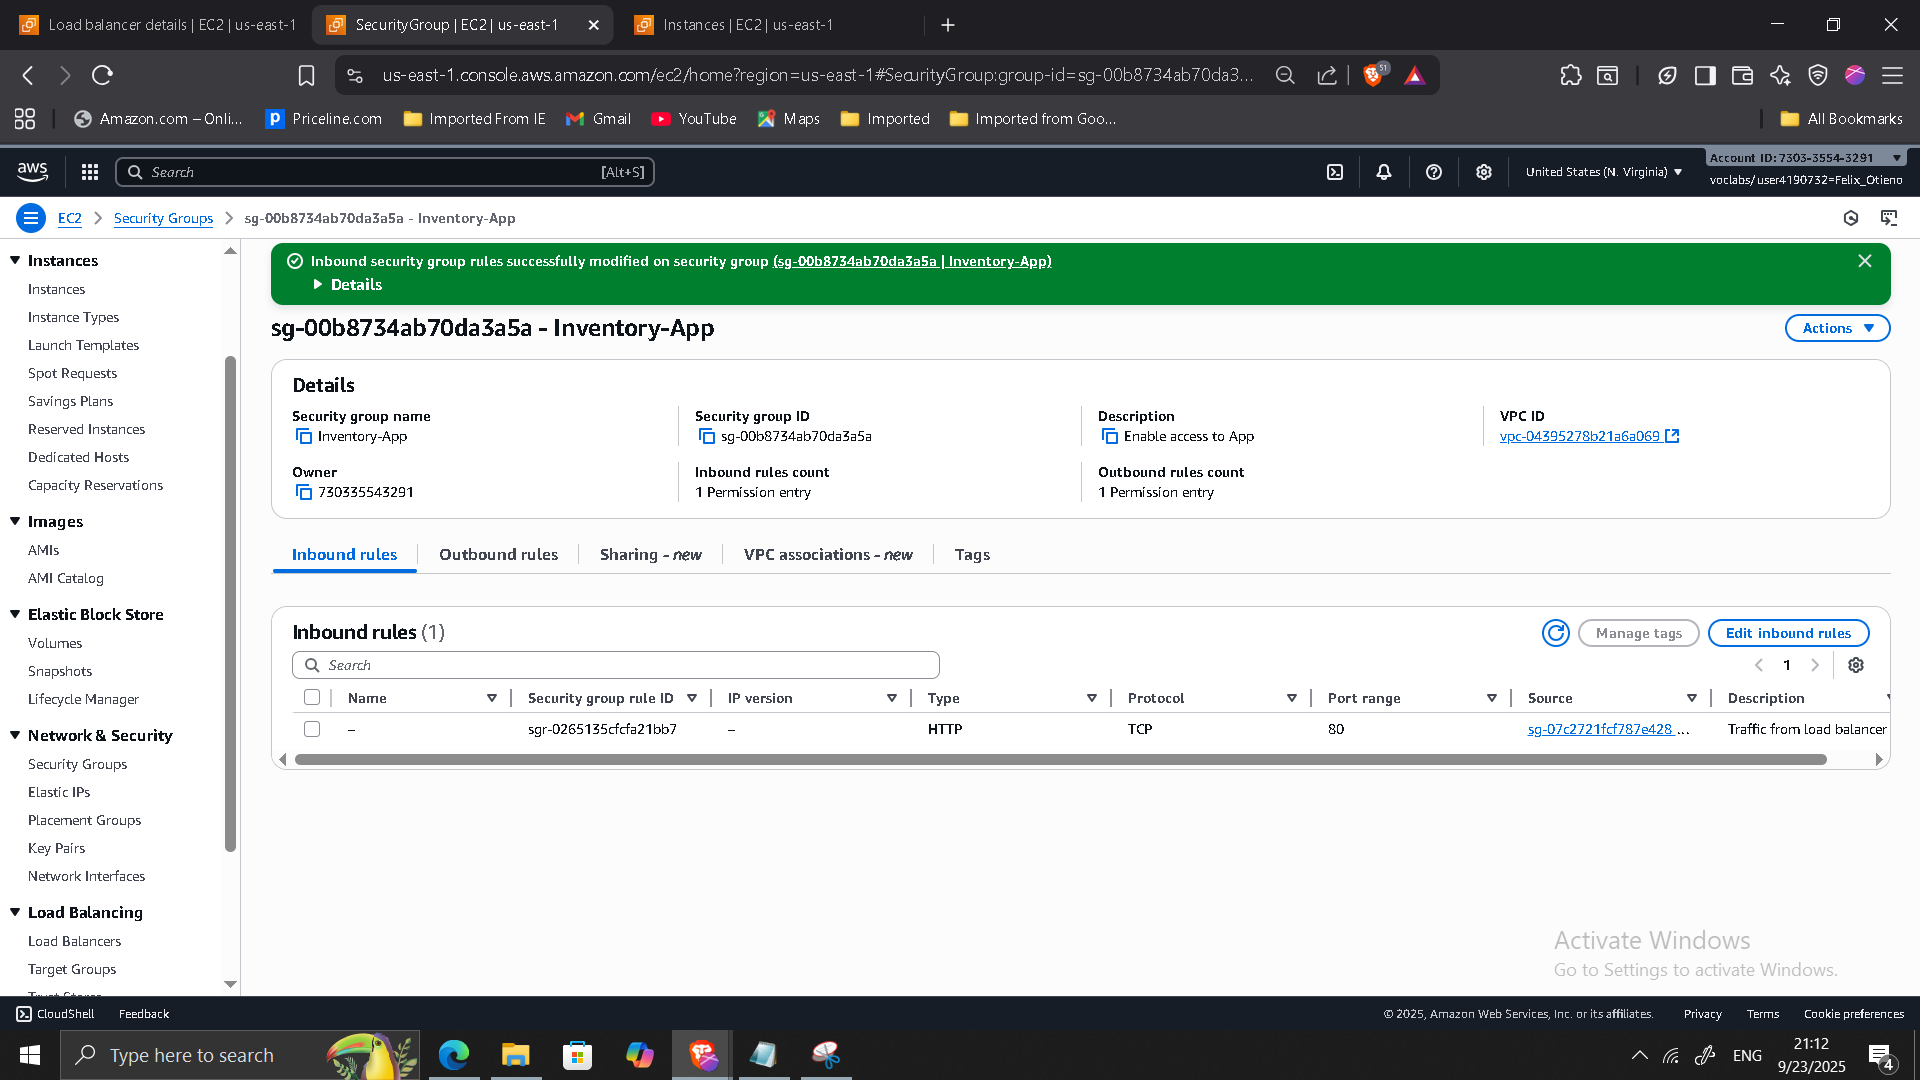 Load balancer details | EC2 | us-east-1
SecurityGroup | EC2 | us-east-1
Instances | EC2 | us-east-1
us-east-1.console.aws.amazon.com/ec2/home?region=us-east-1#SecurityGroup:group-id=sg-00b8734ab70da3...
51
Amazon.com – Onli...
Priceline.com
Imported From IE
Gmail
YouTube
Maps
Imported
Imported from Goo...
All Bookmarks
aws
Search
[Alt+S]
United States (N. Virginia)
Account ID: 7303-3554-3291
voclabs/user4190732=Felix_Otieno
EC2
Security Groups
sg-00b8734ab70da3a5a - Inventory-App
Instances
Instances
Instance Types
Launch Templates
Spot Requests
Savings Plans
Reserved Instances
Dedicated Hosts
Capacity Reservations
Images
AMIs
AMI Catalog
Elastic Block Store
Volumes
Snapshots
Lifecycle Manager
Network & Security
Security Groups
Elastic IPs
Placement Groups
Key Pairs
Network Interfaces
Load Balancing
Load Balancers
Target Groups
Inbound security group rules successfully modified on security group (sg-00b8734ab70da3a5a | Inventory-App)
Details
sg-00b8734ab70da3a5a - Inventory-App
Actions
Details
Security group name
Inventory-App
Security group ID
sg-00b8734ab70da3a5a
Description
Enable access to App
VPC ID
vpc-04395278b21a6a069
Owner
730335543291
Inbound rules count
1 Permission entry
Outbound rules count
1 Permission entry
Inbound rules
Outbound rules
Sharing - new
VPC associations - new
Tags
Inbound rules (1)
Manage tags
Edit inbound rules
Search
1
Name
Security group rule ID
IP version
Type
Protocol
Port range
Source
Description
–
sgr-0265135cfcfa21bb7
–
HTTP
TCP
80
sg-07c2721fcf787e428 ...
Traffic from load balancer
Activate Windows
Go to Settings to activate Windows.
CloudShell
Feedback
© 2025, Amazon Web Services, Inc. or its affiliates.
Privacy
Terms
Cookie preferences
Type here to search
ENG
21:12
9/23/2025
4